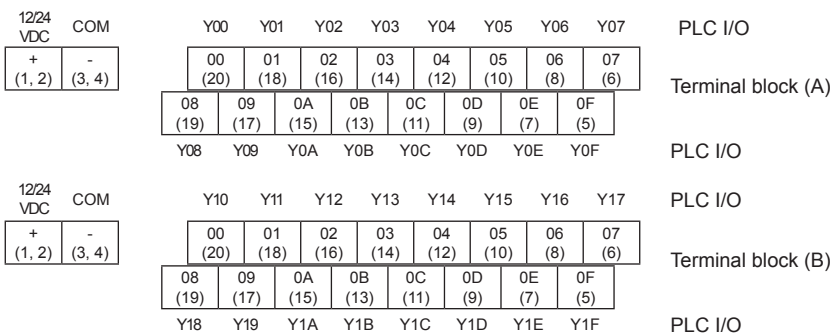 12/24 VDC COM Y00 Y01 Y02 Y03 Y04 Y05 Y06 Y07 PLC I/O
+ - 00 01 02 03 04 05 06 07
(1, 2) (3, 4) (20) (18) (16) (14) (12) (10) (8) (6)
Terminal block (A)
08 09 0A 0B 0C 0D 0E 0F
(19) (17) (15) (13) (11) (9) (7) (5)
Y08 Y09 Y0A Y0B Y0C Y0D Y0E Y0F PLC I/O
12/24 VDC COM Y10 Y11 Y12 Y13 Y14 Y15 Y16 Y17 PLC I/O
+ - 00 01 02 03 04 05 06 07
(1, 2) (3, 4) (20) (18) (16) (14) (12) (10) (8) (6)
Terminal block (B)
08 09 0A 0B 0C 0D 0E 0F
(19) (17) (15) (13) (11) (9) (7) (5)
Y18 Y19 Y1A Y1B Y1C Y1D Y1E Y1F PLC I/O